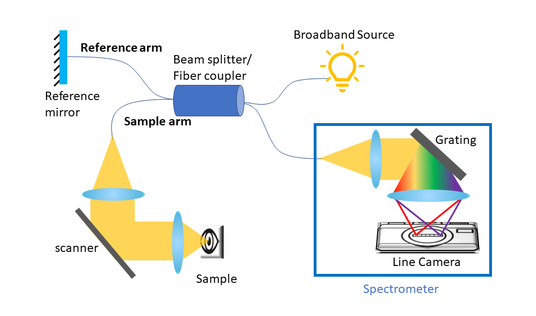 Broadband Source
Reference arm
Beam splitter/
Fiber coupler
Reference
mirror
Sample arm
Grating
scanner
Sample
Line Camera
Spectrometer